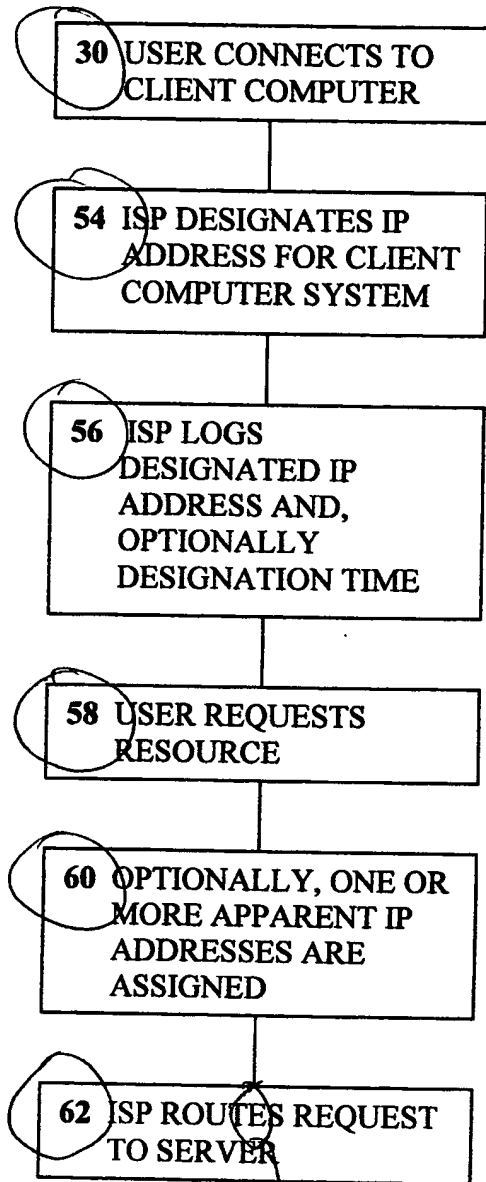 30 USER CONNECTS TO
CLIENT COMPUTER
54 ISP DESIGNATES IP
ADDRESS FOR CLIENT
COMPUTER SYSTEM
56 ISP LOGS
DESIGNATED IP
ADDRESS AND,
OPTIONALLY
DESIGNATION TIME
58 USER REQUESTS
RESOURCE
60 OPTIONALLY, ONE OR
MORE APPARENT IP
ADDRESSES ARE
ASSIGNED
62 ISP ROUTES REQUEST
TO SERVER